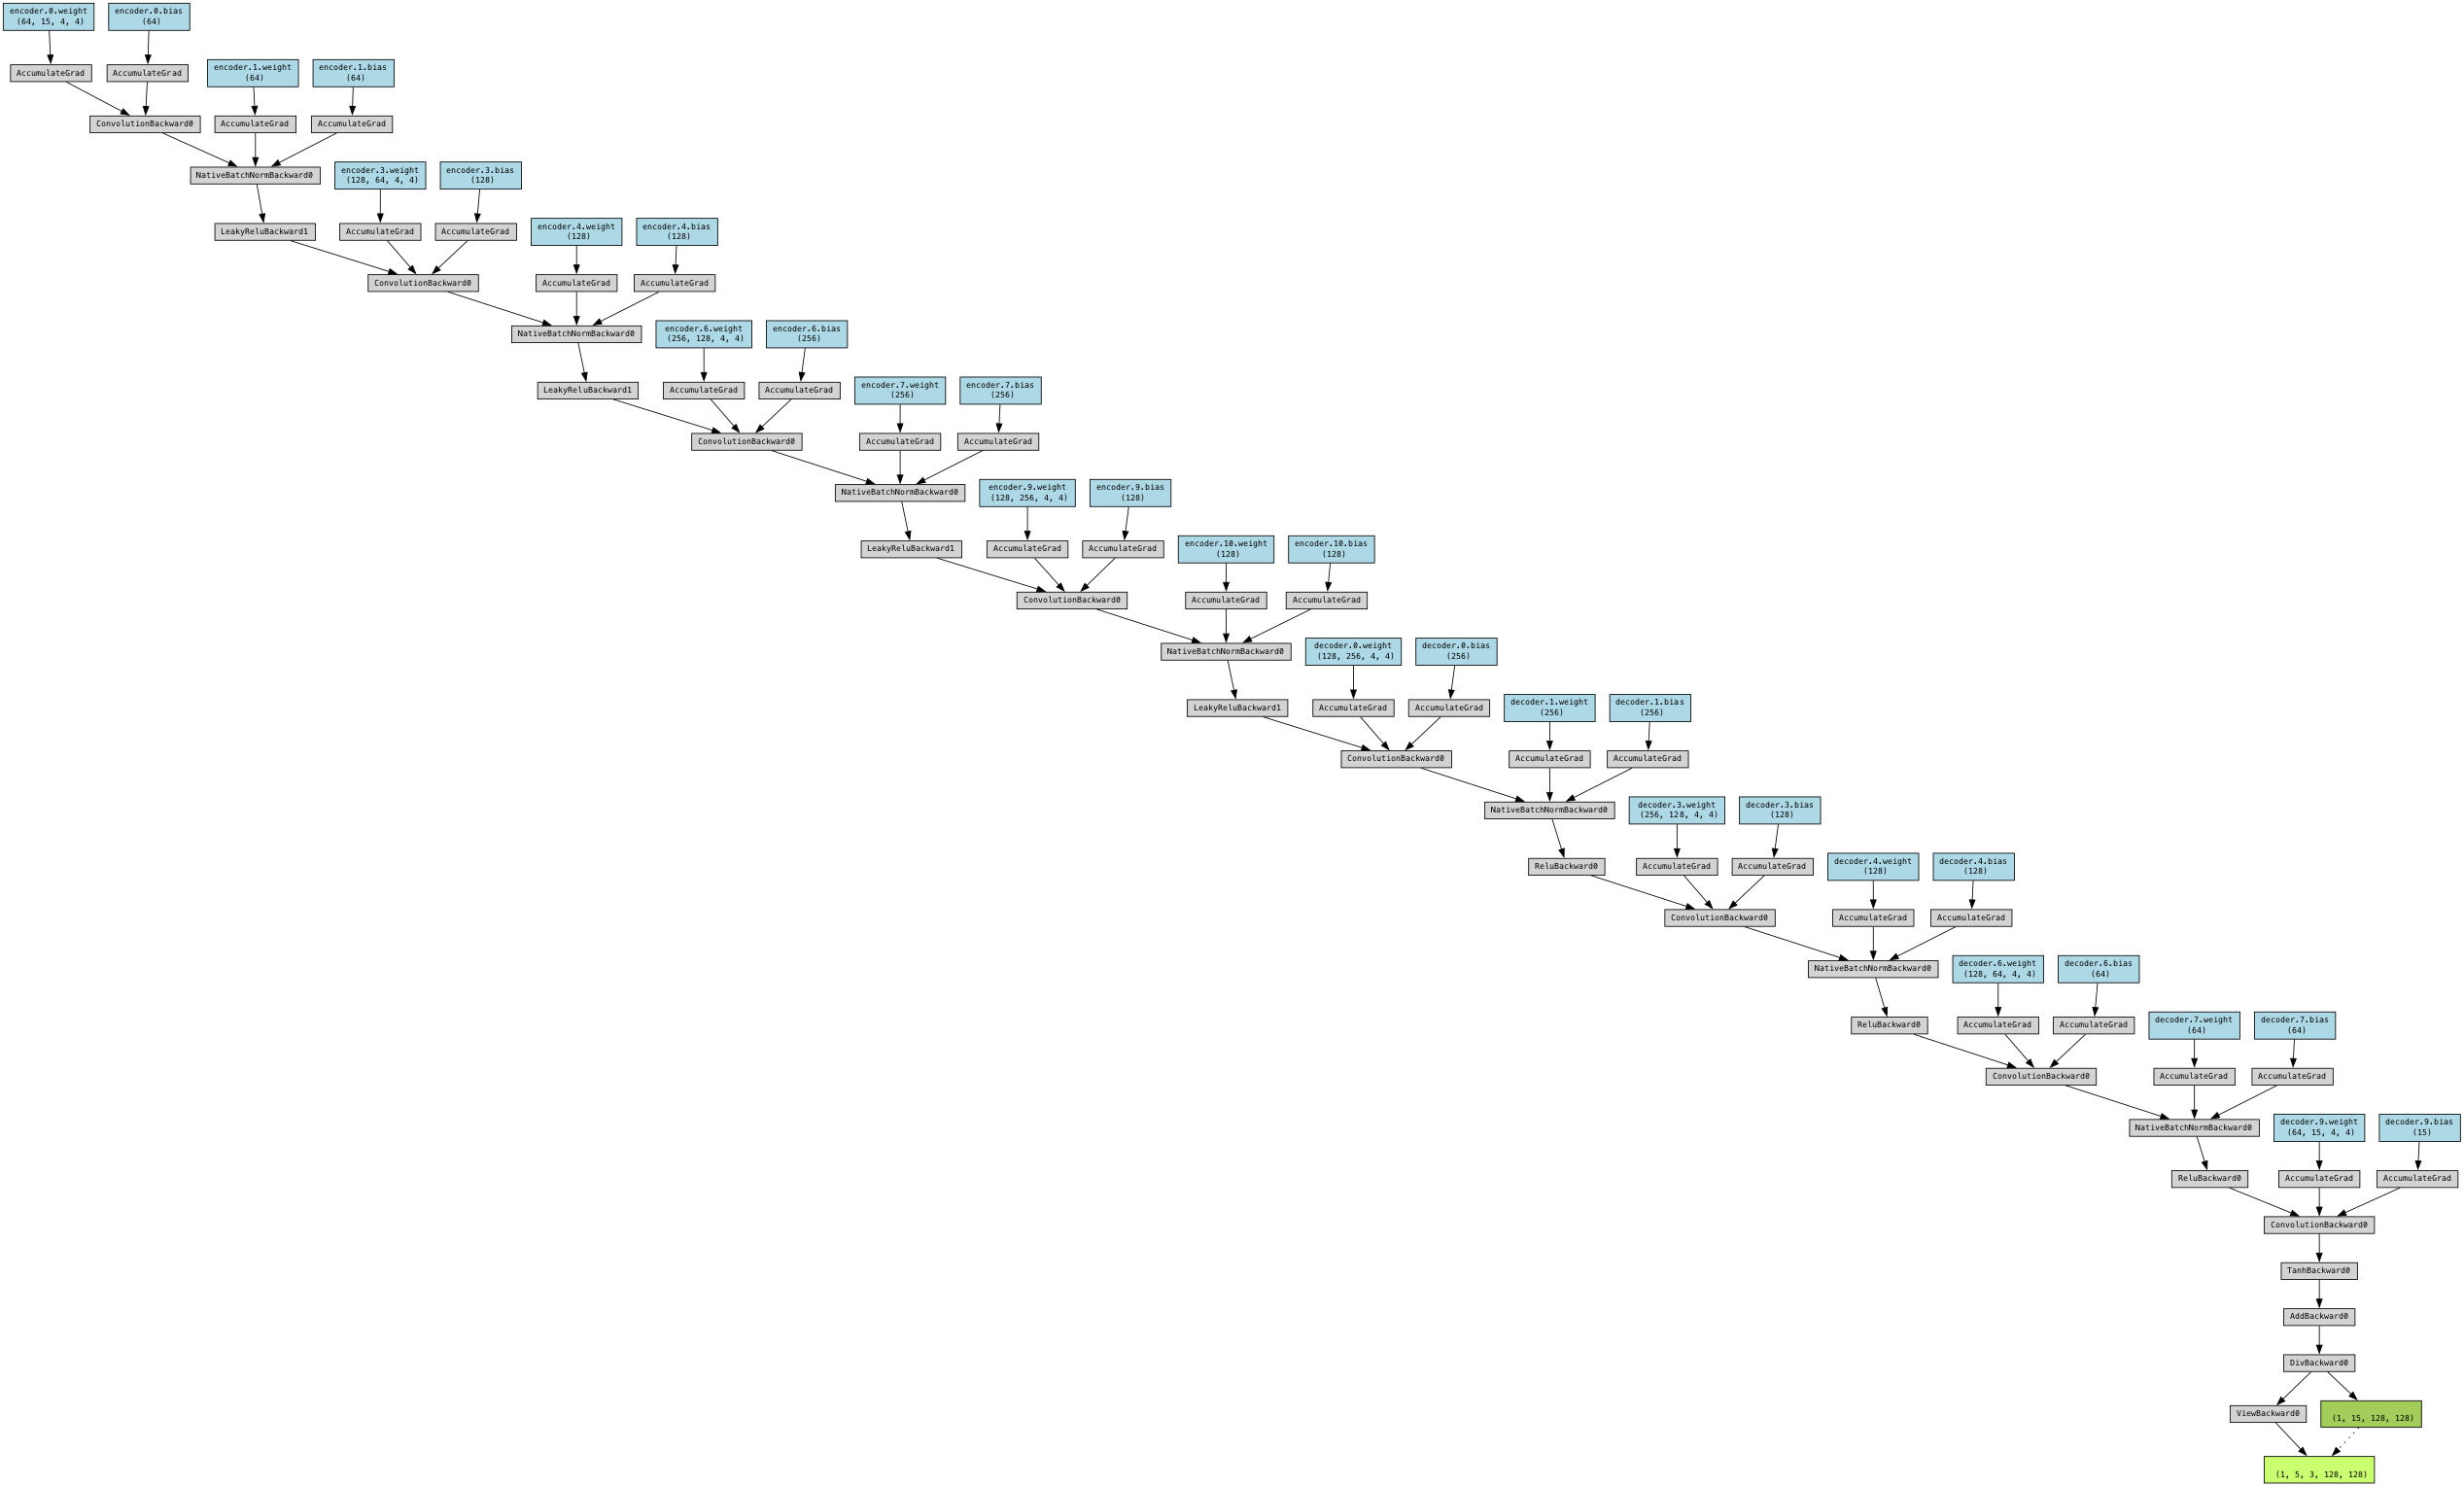 encoder.0.weight
(64, 15, 4, 4)
encoder.0.bias
(64)
AccumulateGrad
AccumulateGrad
encoder.1.weight
(64)
encoder.1.bias
(64)
ConvolutionBackward0
AccumulateGrad
AccumulateGrad
NativeBatchNormBackward0
encoder.3.weight
(128, 64, 4, 4)
encoder.3.bias
(128)
LeakyReluBackward1
AccumulateGrad
AccumulateGrad
encoder.4.weight
(128)
encoder.4.bias
(128)
ConvolutionBackward0
AccumulateGrad
AccumulateGrad
NativeBatchNormBackward0
encoder.6.weight
(256, 128, 4, 4)
encoder.6.bias
(256)
LeakyReluBackward1
AccumulateGrad
AccumulateGrad
encoder.7.weight
(256)
encoder.7.bias
(256)
ConvolutionBackward0
AccumulateGrad
AccumulateGrad
NativeBatchNormBackward0
encoder.9.weight
(128, 256, 4, 4)
encoder.9.bias
(128)
LeakyReluBackward1
AccumulateGrad
AccumulateGrad
encoder.10.weight
(128)
encoder.10.bias
(128)
ConvolutionBackward0
AccumulateGrad
AccumulateGrad
NativeBatchNormBackward0
decoder.0.weight
(128, 256, 4, 4)
decoder.0.bias
(256)
LeakyReluBackward1
AccumulateGrad
AccumulateGrad
decoder.1.weight
(256)
decoder.1.bias
(256)
ConvolutionBackward0
AccumulateGrad
AccumulateGrad
NativeBatchNormBackward0
decoder.3.weight
(256, 128, 4, 4)
decoder.3.bias
(128)
ReluBackward0
AccumulateGrad
AccumulateGrad
decoder.4.weight
(128)
decoder.4.bias
(128)
ConvolutionBackward0
AccumulateGrad
AccumulateGrad
NativeBatchNormBackward0
decoder.6.weight
(128, 64, 4, 4)
decoder.6.bias
(64)
ReluBackward0
AccumulateGrad
AccumulateGrad
decoder.7.weight
(64)
decoder.7.bias
(64)
ConvolutionBackward0
AccumulateGrad
AccumulateGrad
NativeBatchNormBackward0
decoder.9.weight
(64, 15, 4, 4)
decoder.9.bias
(15)
ReluBackward0
AccumulateGrad
AccumulateGrad
ConvolutionBackward0
TanhBackward0
AddBackward0
DivBackward0
ViewBackward0
(1, 15, 128, 128)
(1, 5, 3, 128, 128)